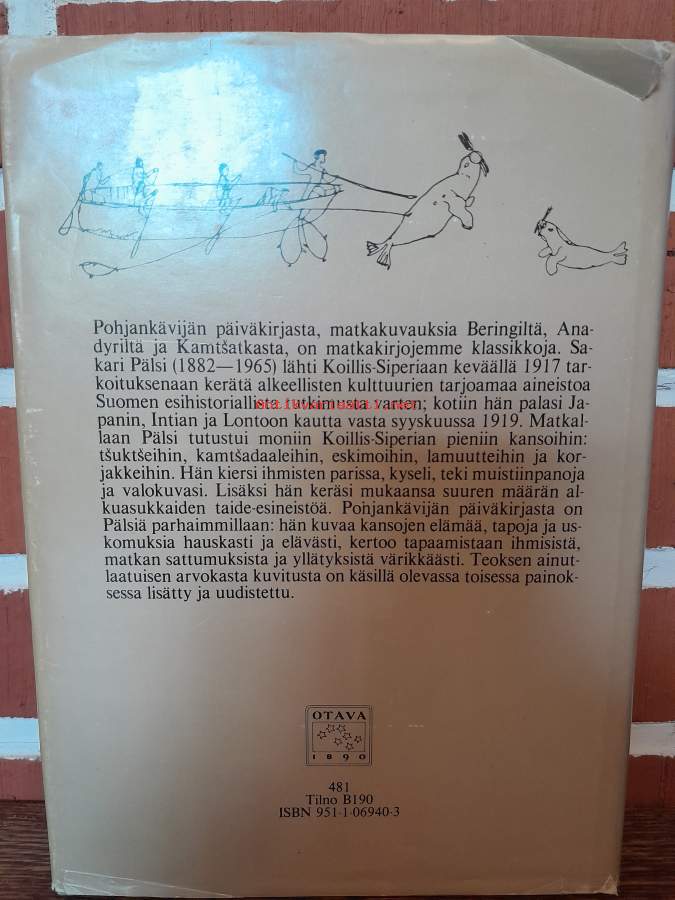 Pohjankävijän päiväkirjasta, matkakuvauksia Beringiltä, Ana-
dyriltä ja Kamtšatkasta, on matkakirjojemme klassikkoja. Sa-
kari Pälsi (1882—1965) lähti Koillis-Siperiaan keväällä 1917 tar-
koituksenaan kerätä alkeellisten kulttuurien tarjoamaa aineistoa
Suomen esihistoriallista tutkimusta varten; kotiin hän palasi Ja-
panin, Intian ja Lontoon kautta vasta syyskuussa 1919. Matkal-
laan Pälsi tutustui moniin Koillis-Siperian pieniin kansoihin:
tšuktšeihin, kamtšadaaleihin, eskimoihin, lamuutteihin ja kor-
jakkeihin. Hän kiersi ihmisten parissa, kyseli, teki muistiinpanoja
ja valokuvasi. Lisäksi hän keräsi mukaansa suuren määrän al-
kuasukkaiden taide-esineistöä. Pohjankävijän päiväkirjasta on
Pälsiä parhaimmillaan: hän kuvaa kansojen elämää, tapoja ja us-
komuksia hauskasti ja elävästi, kertoo tapaamistaan ihmisistä,
matkan sattumuksista ja yllätyksistä värikkäästi. Teoksen ainut-
laatuisen arvokasta kuvitusta on käsillä olevassa toisessa painok-
sessa lisätty ja uudistettu.
OTAVA
1890
481
Tilno B190
ISBN 951-1-06940-3